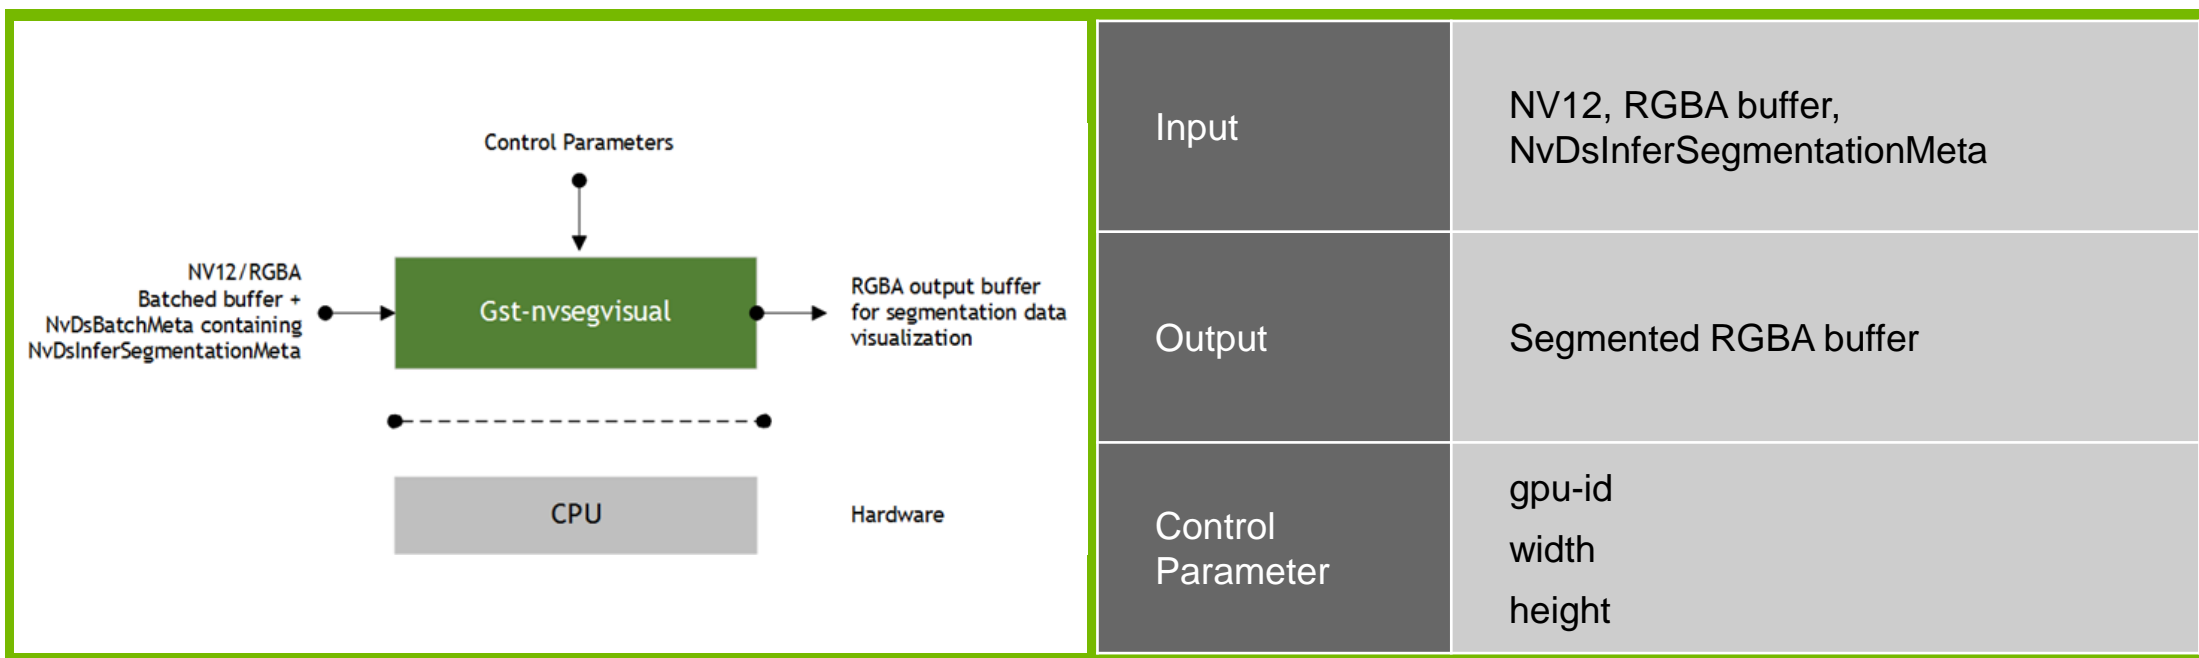 Control Parameters
NV12/RGBA
Batched buffer +
NvDsBatchMeta containing
NvDsInferSegmentationMeta
Gst-nvsegvisual
RGBA output buffer
for segmentation data
visualization
CPU
Hardware
Input
NV12, RGBA buffer,
NvDsInferSegmentationMeta
Output
Segmented RGBA buffer
Control
Parameter
gpu-id
width
height